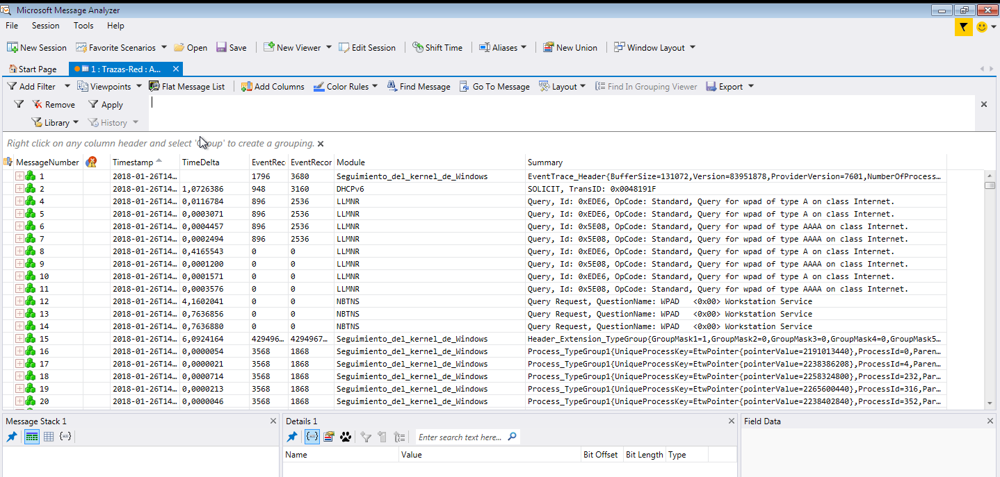 Microsoft Message Analyzer
File Session Tools Help
New Session Favorite Scenarios Open Save New Viewer Edit Session Shift Time Aliases New Union Window Layout
Start Page 1 : Trazas-Red : A...
Add Filter Viewpoints Flat Message List Add Columns Color Rules Find Message Go To Message Layout Find In Grouping Viewer Export
Remove Apply
Library History
Right click on any column header and select 'Group' to create a grouping.
MessageNumber Timestamp TimeDelta EventRec EventRecor Module Summary
1 2018-01-26T14... 1796 3680 Seguimiento_del_kernel_de_Windows EventTrace_Header{BufferSize=131072,Version=83951878,ProviderVersion=7601,NumberOfProcess...
2 2018-01-26T14... 1,0726386 948 3160 DHCPv6 SOLICIT, TransID: 0x0048191F
4 2018-01-26T14... 0,0116784 896 2536 LLMNR Query, Id: 0xEDE6, OpCode: Standard, Query for wpad of type A on class Internet.
5 2018-01-26T14... 0,0003071 896 2536 LLMNR Query, Id: 0xEDE6, OpCode: Standard, Query for wpad of type A on class Internet.
6 2018-01-26T14... 0,0004457 896 2536 LLMNR Query, Id: 0x5E08, OpCode: Standard, Query for wpad of type AAAA on class Internet.
7 2018-01-26T14... 0,0002494 896 2536 LLMNR Query, Id: 0x5E08, OpCode: Standard, Query for wpad of type AAAA on class Internet.
8 2018-01-26T14... 0,4165543 0 0 LLMNR Query, Id: 0xEDE6, OpCode: Standard, Query for wpad of type A on class Internet.
9 2018-01-26T14... 0,0001200 0 0 LLMNR Query, Id: 0x5E08, OpCode: Standard, Query for wpad of type AAAA on class Internet.
10 2018-01-26T14... 0,0001571 0 0 LLMNR Query, Id: 0xEDE6, OpCode: Standard, Query for wpad of type A on class Internet.
11 2018-01-26T14... 0,0003576 0 0 LLMNR Query, Id: 0x5E08, OpCode: Standard, Query for wpad of type AAAA on class Internet.
12 2018-01-26T14... 4,1602041 0 0 NBTNS Query Request, QuestionName: WPAD <0x00> Workstation Service
13 2018-01-26T14... 0,7636856 0 0 NBTNS Query Request, QuestionName: WPAD <0x00> Workstation Service
14 2018-01-26T14... 0,7636880 0 0 NBTNS Query Request, QuestionName: WPAD <0x00> Workstation Service
15 2018-01-26T14... 6,0924164 429496... 4294967... Seguimiento_del_kernel_de_Windows Header_Extension_TypeGroup{GroupMask1=1,GroupMask2=0,GroupMask3=0,GroupMask4=0,GroupMask5...
16 2018-01-26T14... 0,0000054 3568 1868 Seguimiento_del_kernel_de_Windows Process_TypeGroup1{UniqueProcessKey=EtwPointer{pointerValue=2191013440},ProcessId=0,Paren...
17 2018-01-26T14... 0,0000021 3568 1868 Seguimiento_del_kernel_de_Windows Process_TypeGroup1{UniqueProcessKey=EtwPointer{pointerValue=2238386208},ProcessId=4,Paren...
18 2018-01-26T14... 0,0000714 3568 1868 Seguimiento_del_kernel_de_Windows Process_TypeGroup1{UniqueProcessKey=EtwPointer{pointerValue=2258324800},ProcessId=232,Par...
19 2018-01-26T14... 0,0000213 3568 1868 Seguimiento_del_kernel_de_Windows Process_TypeGroup1{UniqueProcessKey=EtwPointer{pointerValue=2265600440},ProcessId=316,Par...
20 2018-01-26T14... 0,0000046 3568 1868 Seguimiento_del_kernel_de_Windows Process_TypeGroup1{UniqueProcessKey=EtwPointer{pointerValue=2238402840},ProcessId=352,Par...
Message Stack 1 Details 1 Field Data
Enter search text here...
Name Value Bit Offset Bit Length Type